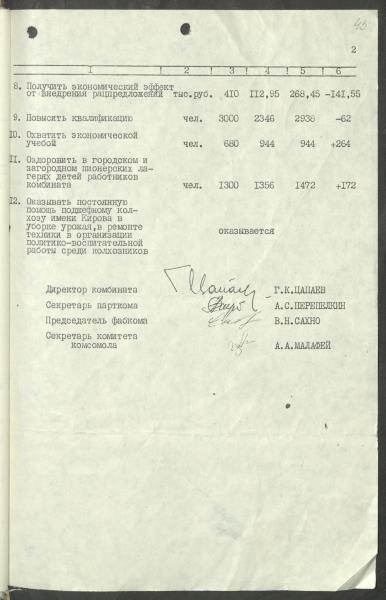 45
2
1 ! 2 ! 3 ! 4 ! 5 ! 6
8. Получить экономический эффект
от внедрения рацпредложений тыс.руб. 410 112,95 268,45 -141,55
9. Повысить квалификацию чел. 3000 2346 2938 -62
10. Охватить экономической
учебой чел. 680 944 944 +264
11. Оздоровить в городском и
загородном пионерских ла-
герях детей работников
комбината чел. 1300 1356 1472 +172
12. Оказывать постоянную
помощь подшефному кол-
хозу имени Кирова в
уборке урожая, в ремонте оказывается
техники в организации
политико-воспитательной
работы среди колхозников
Директор комбината Г.К.ЦАПАЕВ
Секретарь парткома А.С.ПЕРЕПЕЛКИН
Председатель фабкома В.Н.САХНО
Секретарь комитета
комсомола А.А.МАЛАФЕЙ